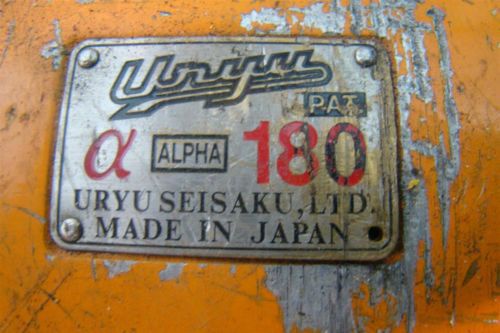 Uryu
PAT.
α ALPHA 180
URYU SEISAKU, LTD.
MADE IN JAPAN